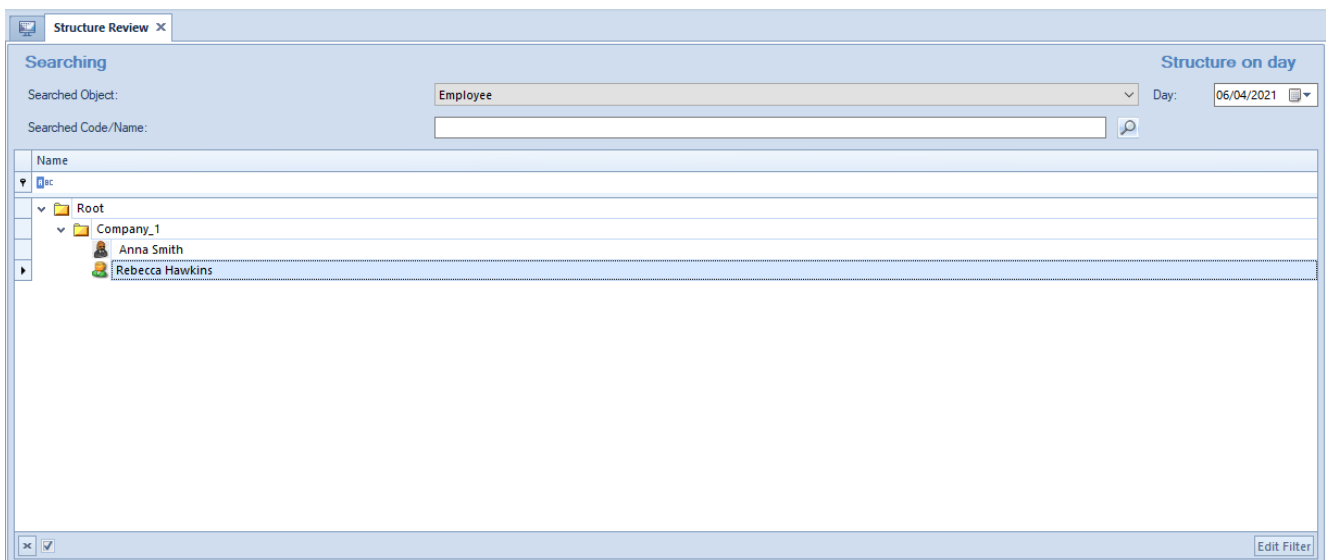 Structure Review
Searching Structure on day
Searched Object: Employee Day: 06/04/2021
Searched Code/Name:
Name
ABC
Root
Company_1
Anna Smith
Rebecca Hawkins
Edit Filter